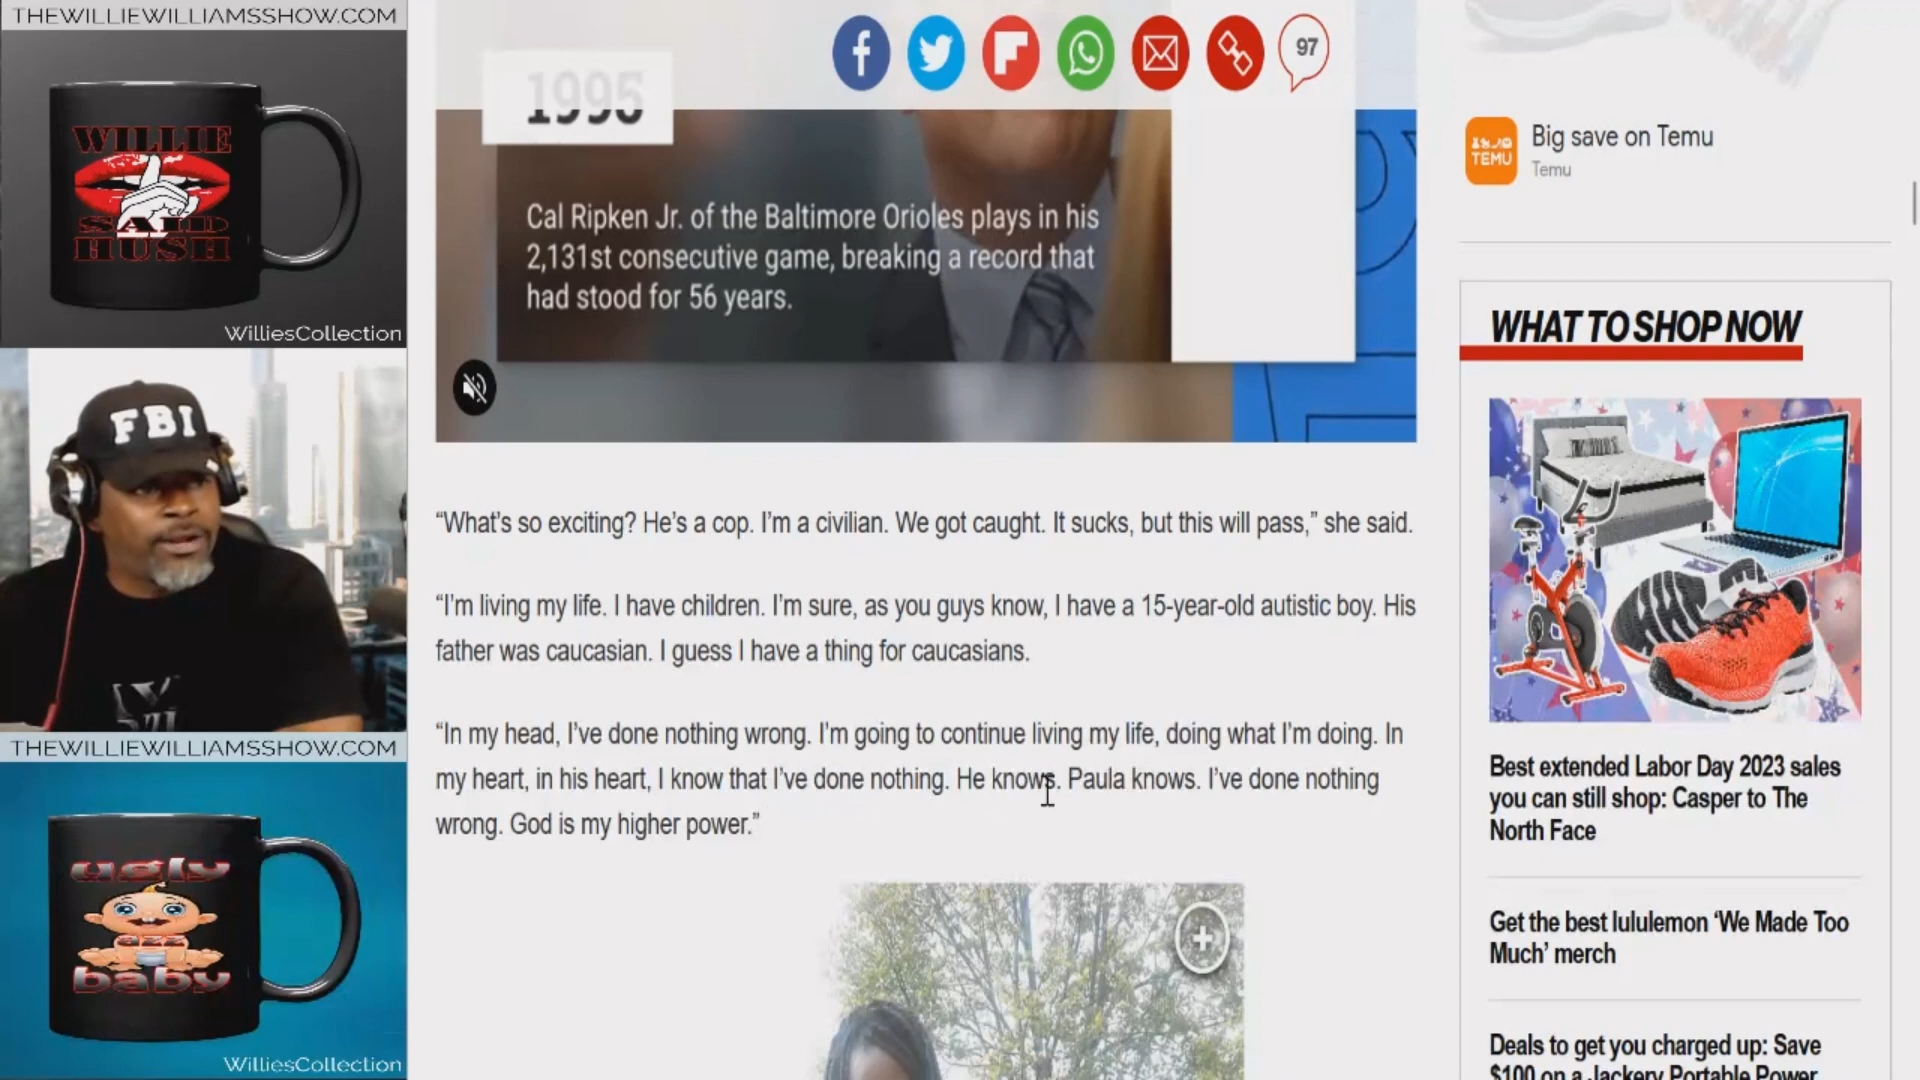 THEWILLIEWILLIAMSSHOW.COM
WILLIE
SAID
HUSH
WilliesCollection
FBI
THEWILLIEWILLIAMSSHOW.COM
ugly
azz
baby
WilliesCollection
97
1995
Cal Ripken Jr. of the Baltimore Orioles plays in his
2,131st consecutive game, breaking a record that
had stood for 56 years.
“What’s so exciting? He’s a cop. I’m a civilian. We got caught. It sucks, but this will pass,” she said.
“I’m living my life. I have children. I’m sure, as you guys know, I have a 15-year-old autistic boy. His
father was caucasian. I guess I have a thing for caucasians.
“In my head, I’ve done nothing wrong. I’m going to continue living my life, doing what I’m doing. In
my heart, in his heart, I know that I’ve done nothing. He knows. Paula knows. I’ve done nothing
wrong. God is my higher power.”
TEMU
Big save on Temu
Temu
WHAT TO SHOP NOW
Best extended Labor Day 2023 sales
you can still shop: Casper to The
North Face
Get the best lululemon ‘We Made Too
Much’ merch
Deals to get you charged up: Save
$100 on a Jackery Portable Power